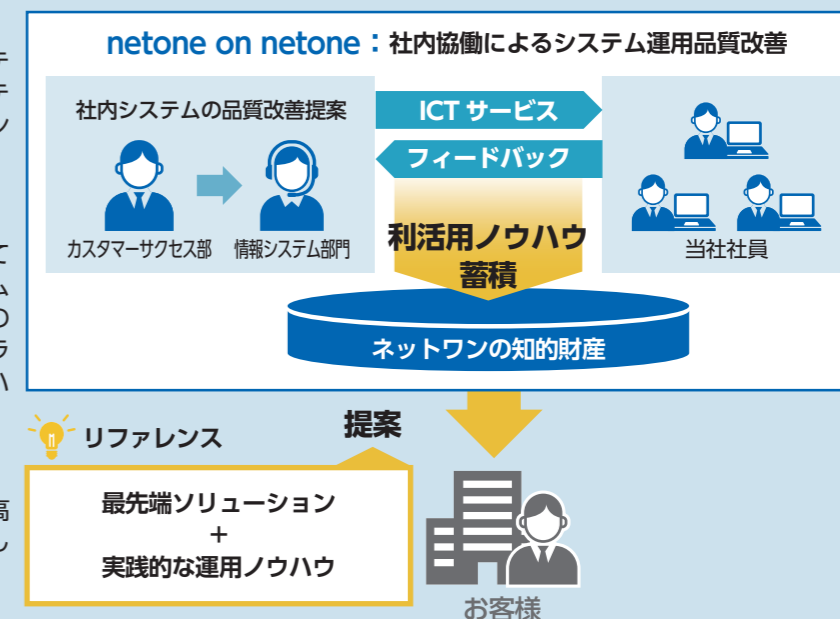 netone on netone：社内協働によるシステム運用品質改善
社内システムの品質改善提案
カスタマーサクセス部
情報システム部門
ICT サービス
フィードバック
利活用ノウハウ
蓄積
当社社員
ネットワンの知的財産
リファレンス
提案
最先端ソリューション
+
実践的な運用ノウハウ
お客様